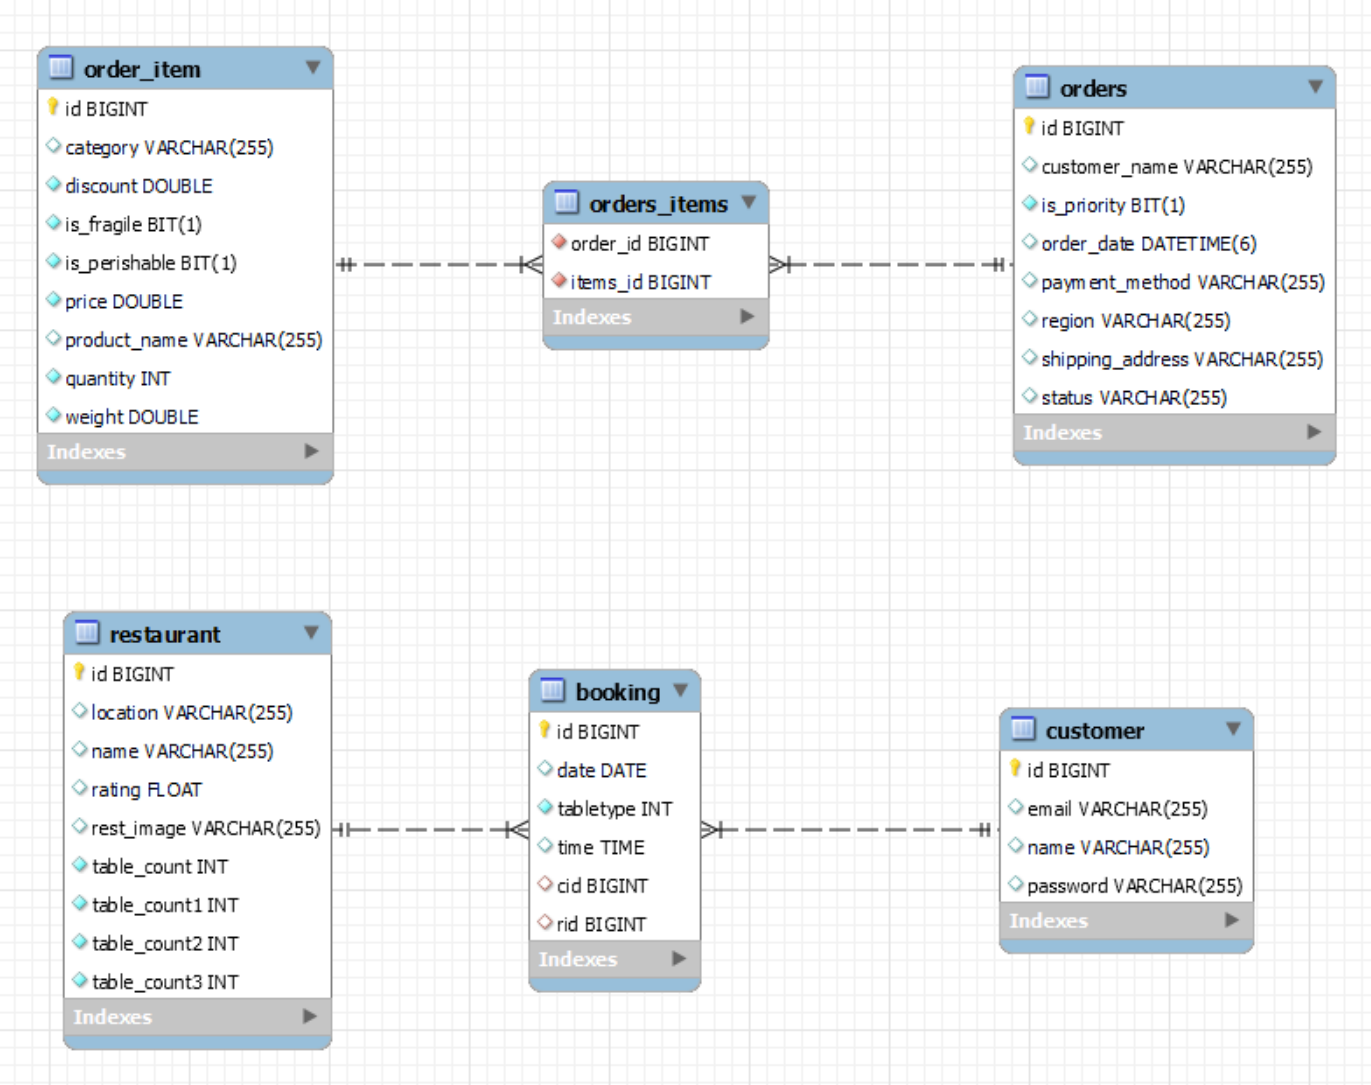 order_item
id BIGINT
category VARCHAR(255)
discount DOUBLE
is_fragile BIT(1)
is_perishable BIT(1)
price DOUBLE
product_name VARCHAR(255)
quantity INT
weight DOUBLE
Indexes
orders_items
order_id BIGINT
items_id BIGINT
Indexes
orders
id BIGINT
customer_name VARCHAR(255)
is_priority BIT(1)
order_date DATETIME(6)
payment_method VARCHAR(255)
region VARCHAR(255)
shipping_address VARCHAR(255)
status VARCHAR(255)
Indexes
restaurant
id BIGINT
location VARCHAR(255)
name VARCHAR(255)
rating FLOAT
rest_image VARCHAR(255)
table_count INT
table_count1 INT
table_count2 INT
table_count3 INT
Indexes
booking
id BIGINT
date DATE
tabletype INT
time TIME
cid BIGINT
rid BIGINT
Indexes
customer
id BIGINT
email VARCHAR(255)
name VARCHAR(255)
password VARCHAR(255)
Indexes